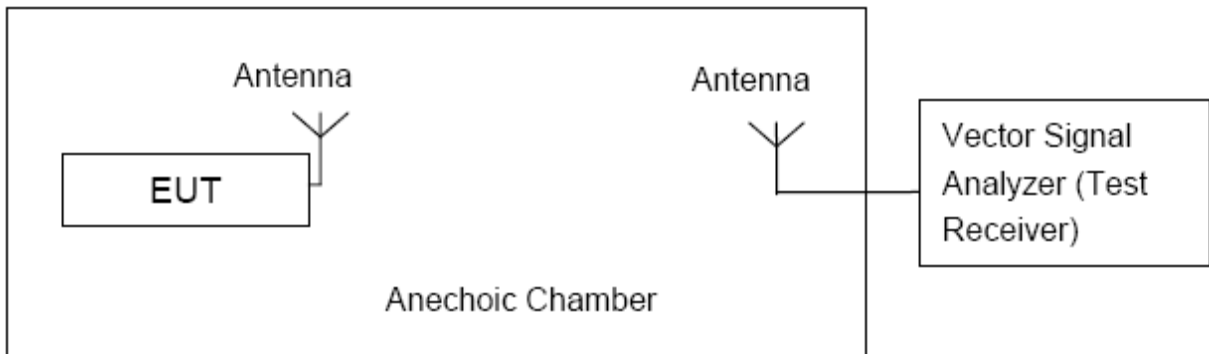 Antenna
Antenna
EUT
Vector Signal
Analyzer (Test
Receiver)
Anechoic Chamber